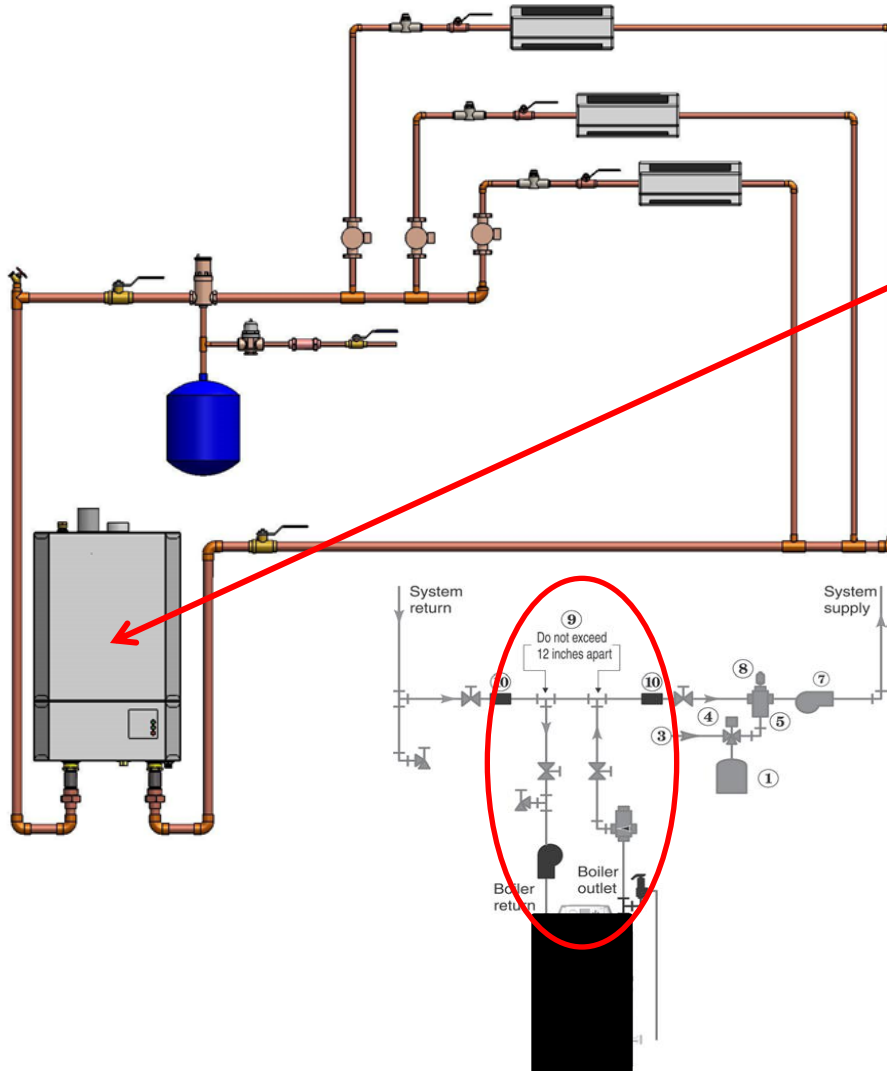 System
return
System
supply
⑨
Do not exceed
12 inches apart
⑩
⑩
⑧
⑦
④
⑤
③
①
Boiler
return
Boiler
outlet